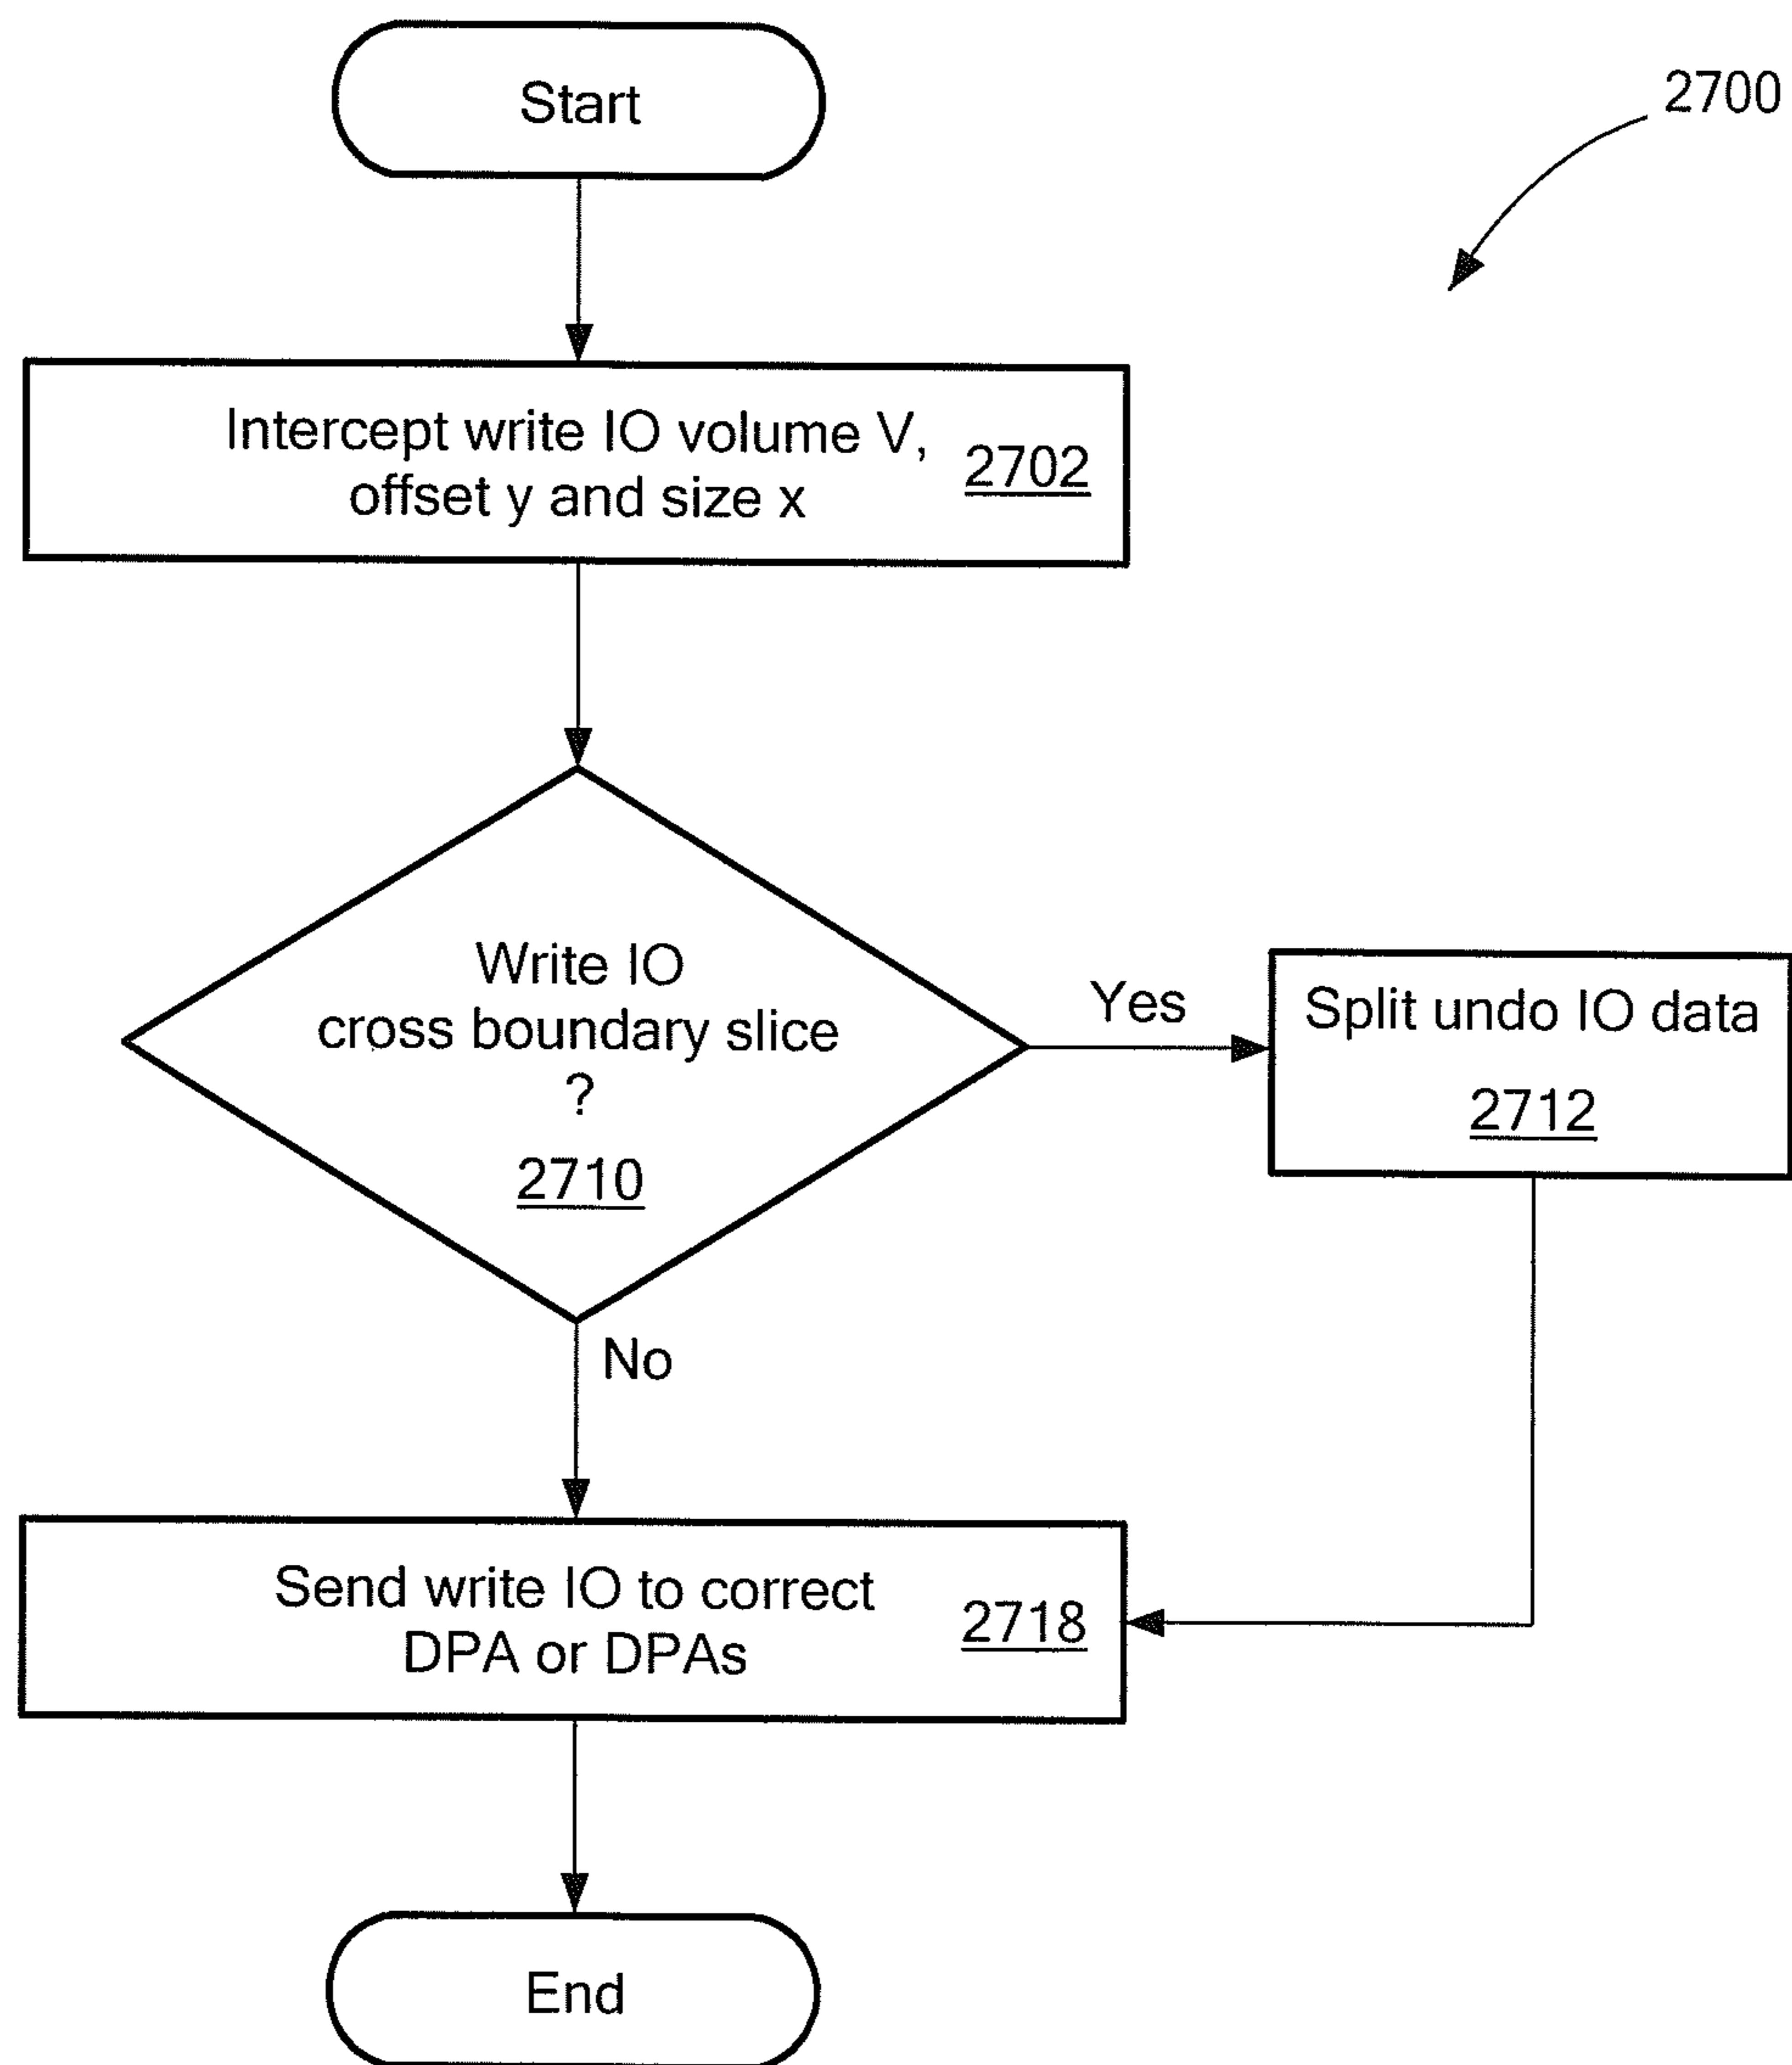 Start
2700
Intercept write IO volume V,
offset y and size x
2702
Write IO
cross boundary slice
?
2710
Yes
Split undo IO data
2712
No
Send write IO to correct
DPA or DPAs
2718
End